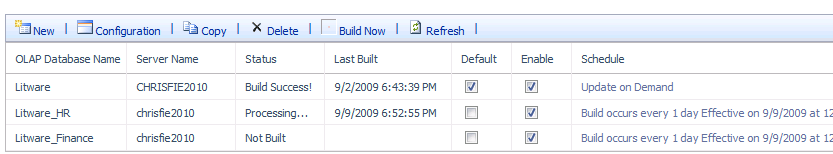 New | Configuration | Copy | Delete | Build Now | Refresh |
OLAP Database Name Server Name Status Last Built Default Enable Schedule
Litware CHRISFIE2010 Build Success! 9/2/2009 6:43:39 PM Update on Demand
Litware_HR chrisfie2010 Processing... 9/9/2009 6:52:55 PM Build occurs every 1 day Effective on 9/9/2009 at 12
Litware_Finance chrisfie2010 Not Built Build occurs every 1 day Effective on 9/9/2009 at 12